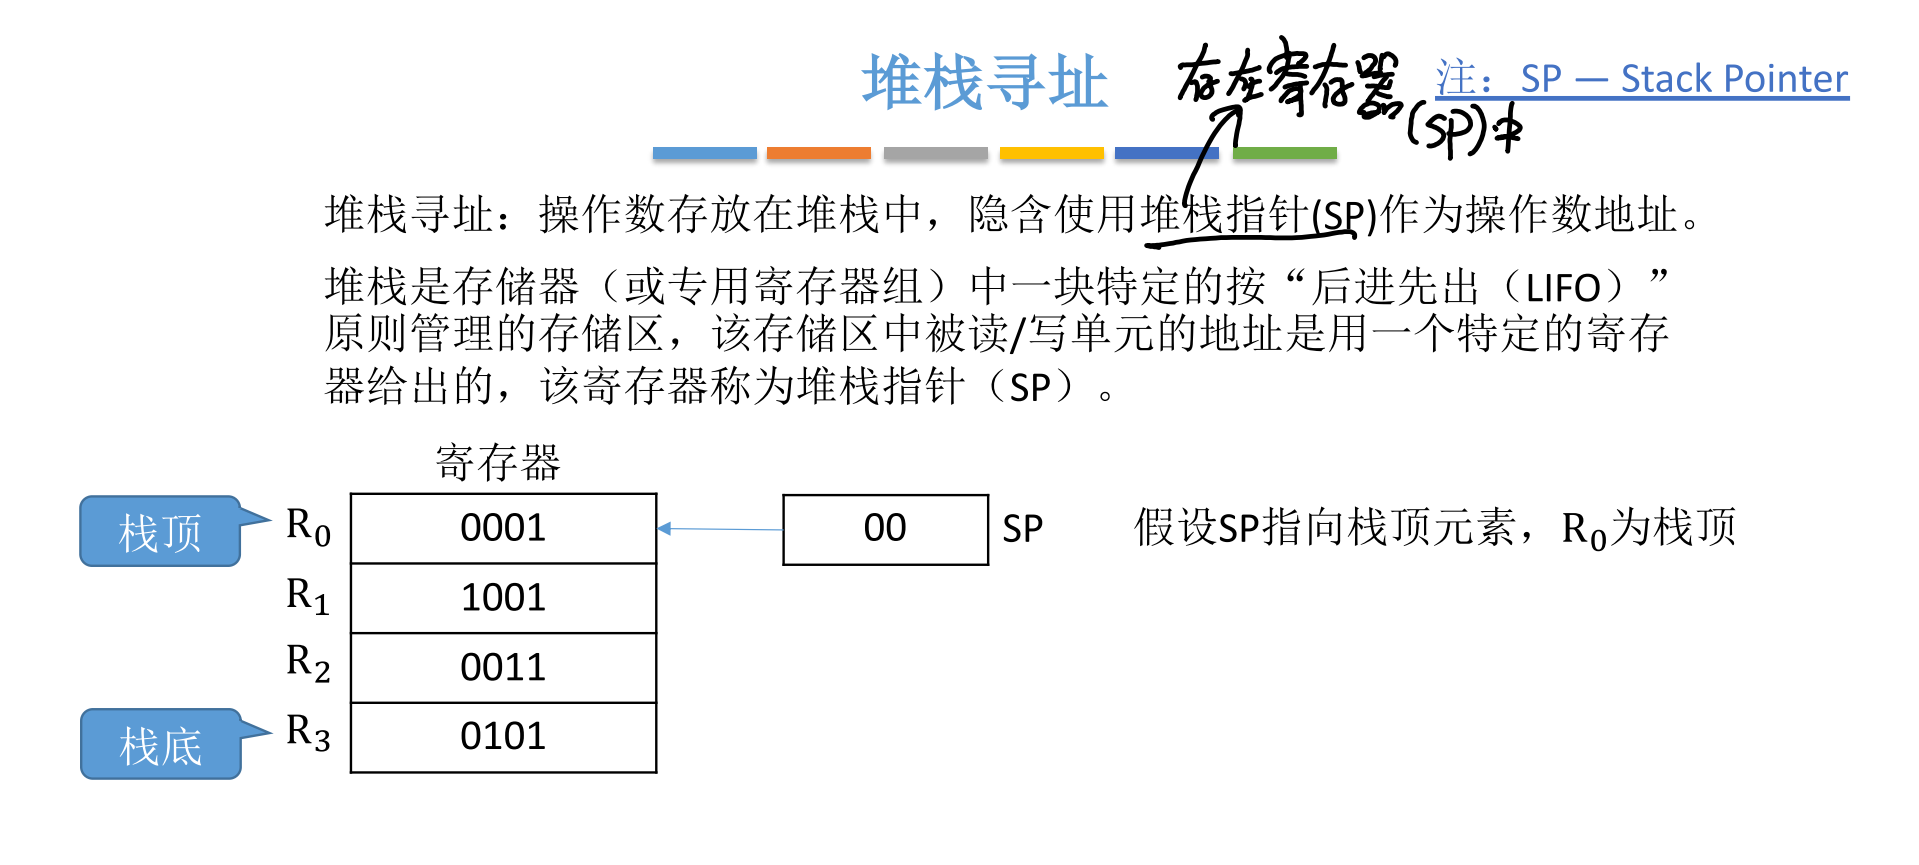 堆栈寻址
存在寄存器
(SP)中
注：SP — Stack Pointer
堆栈寻址：操作数存放在堆栈中，隐含使用堆栈指针(SP)作为操作数地址。
堆栈是存储器（或专用寄存器组）中一块特定的按“后进先出（LIFO）”
原则管理的存储区，该存储区中被读/写单元的地址是用一个特定的寄存
器给出的，该寄存器称为堆栈指针（SP）。
寄存器
栈顶 R₀ 0001 00 SP 假设SP指向栈顶元素，R₀为栈顶
R₁ 1001
R₂ 0011
栈底 R₃ 0101